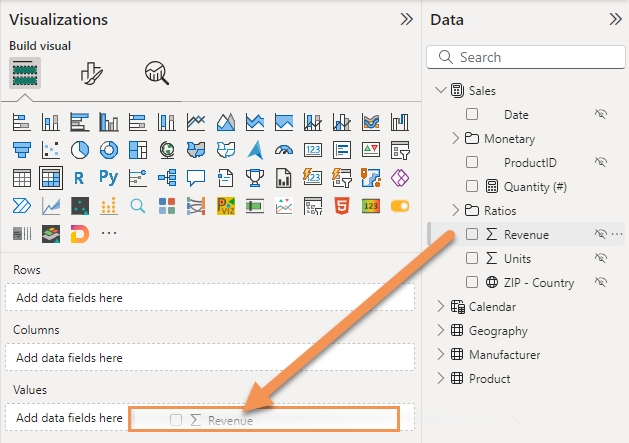 Visualizations
Build visual
123
R
Py
Pviz
123
Rows
Add data fields here
Columns
Add data fields here
Values
Add data fields here
Revenue
Data
Search
Sales
Date
Monetary
ProductID
Quantity (#)
Ratios
Revenue
Units
ZIP - Country
Calendar
Geography
Manufacturer
Product